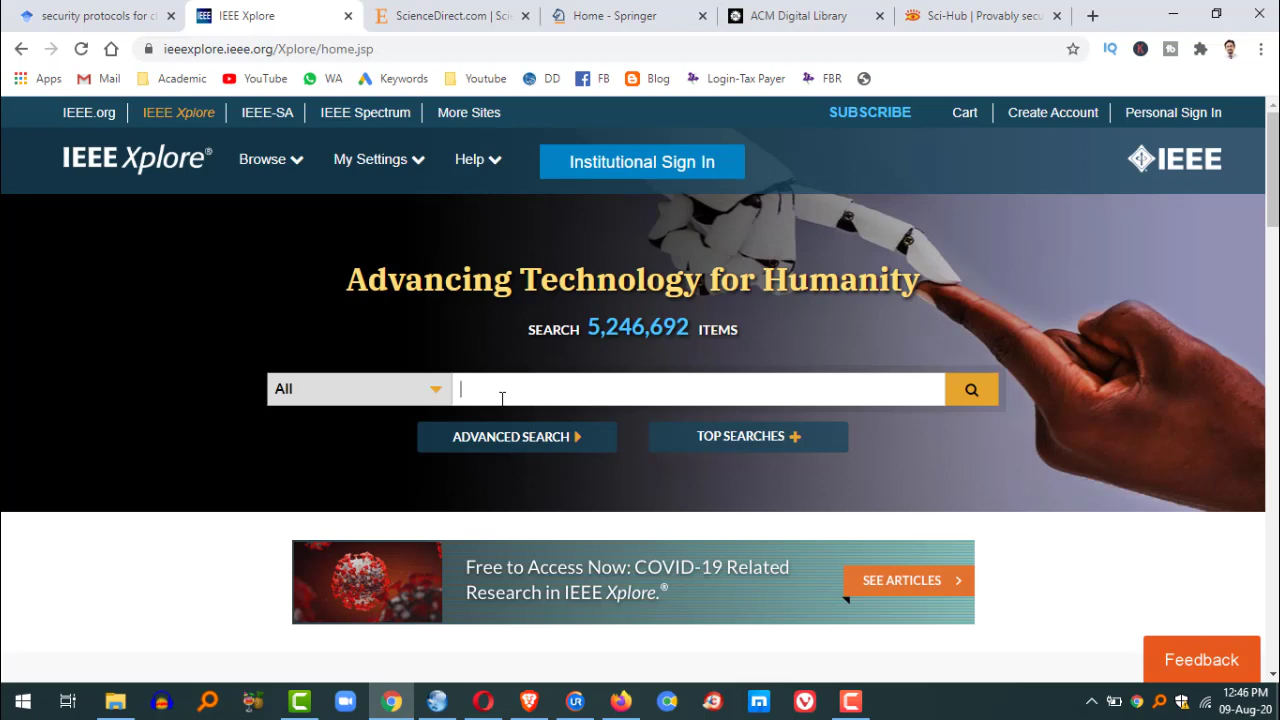 security protocols for cl
IEEE Xplore
ScienceDirect.com | Scie
Home - Springer
ACM Digital Library
Sci-Hub | Provably secu
ieeexplore.ieee.org/Xplore/home.jsp
Apps
Mail
Academic
YouTube
WA
Keywords
Youtube
DD
FB
Blog
Login-Tax Payer
FBR
IEEE.org
IEEE Xplore
IEEE-SA
IEEE Spectrum
More Sites
SUBSCRIBE
Cart
Create Account
Personal Sign In
IEEE Xplore®
Browse
My Settings
Help
Institutional Sign In
IEEE
Advancing Technology for Humanity
SEARCH 5,246,692 ITEMS
All
ADVANCED SEARCH
TOP SEARCHES
Free to Access Now: COVID-19 Related
Research in IEEE Xplore.®
SEE ARTICLES
Feedback
12:46 PM
09-Aug-20